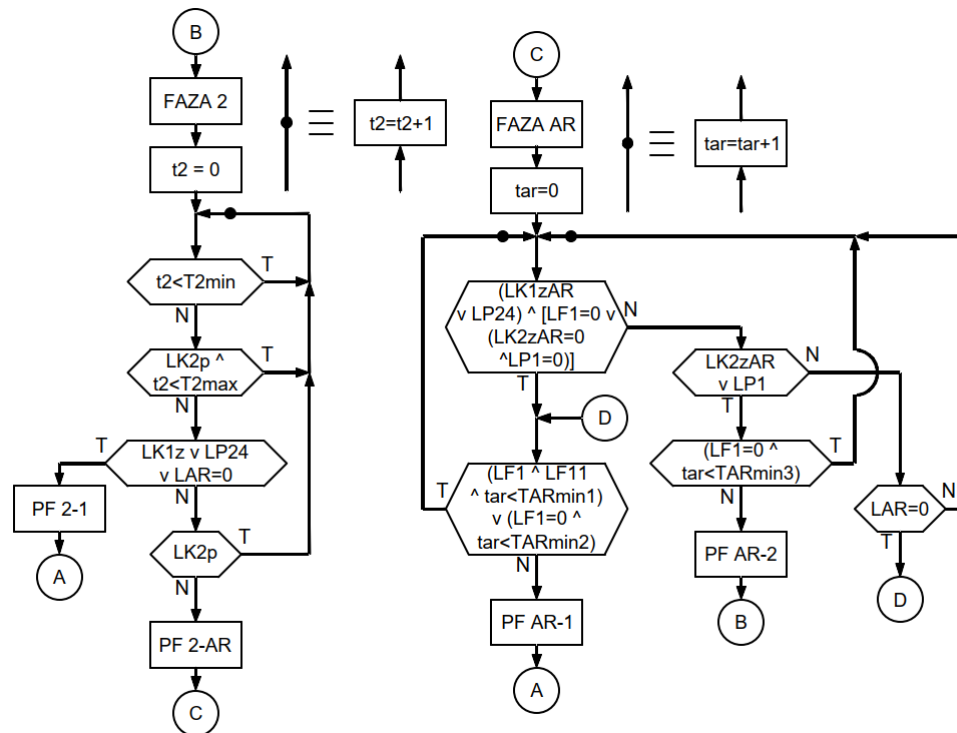 B
FAZA 2
t2 = 0
t2=t2+1
t2<T2min
T
N
LK2p ^
t2<T2max
T
N
LK1z v LP24
v LAR=0
T
N
PF 2-1
A
LK2p
T
N
PF 2-AR
C
C
FAZA AR
tar=0
tar=tar+1
(LK1zAR
v LP24) ^ [LF1=0 v
(LK2zAR=0
^LP1=0)]
N
T
D
(LF1 ^ LF11
^ tar<TARmin1)
v (LF1=0 ^
tar<TARmin2)
T
N
PF AR-1
A
LK2zAR
v LP1
N
T
(LF1=0 ^
tar<TARmin3)
T
N
PF AR-2
B
LAR=0
N
T
D